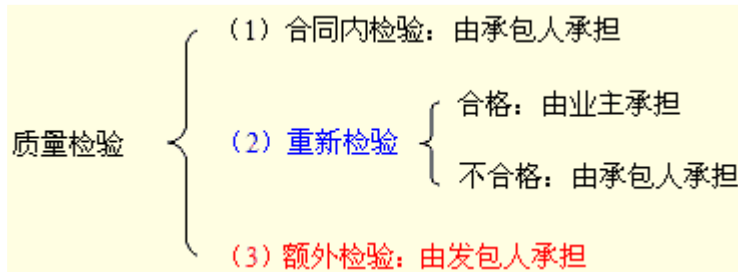 （1）合同内检验：由承包人承担
合格：由业主承担
质量检验
（2）重新检验
不合格：由承包人承担
（3）额外检验：由发包人承担